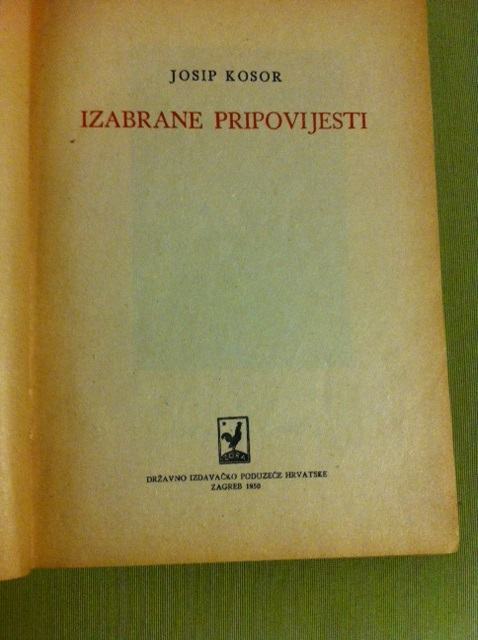 JOSIP KOSOR
IZABRANE PRIPOVIJESTI
ZORA
DRŽAVNO IZDAVAČKO PODUZEĆE HRVATSKE
ZAGREB 1950